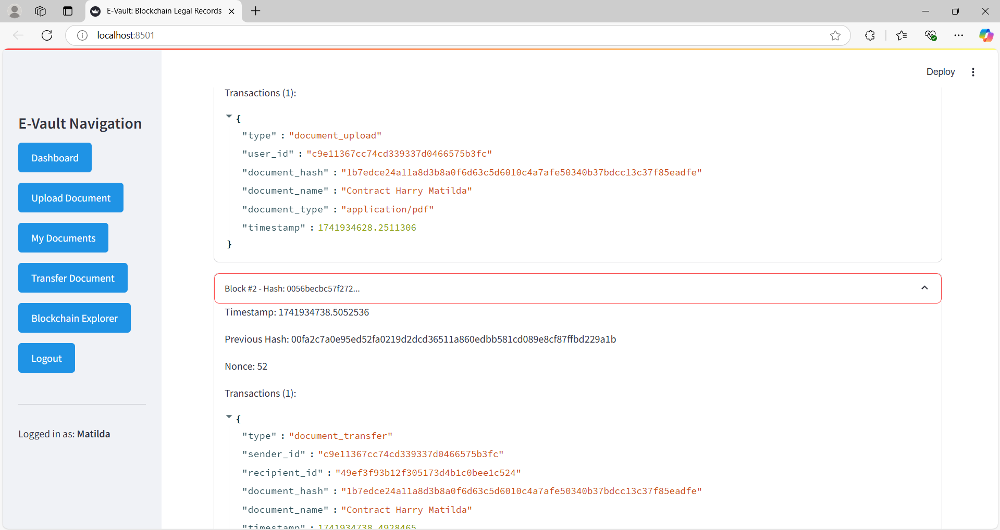 E-Vault: Blockchain Legal Records
localhost:8501
Deploy
E-Vault Navigation
Dashboard
Upload Document
My Documents
Transfer Document
Blockchain Explorer
Logout
Logged in as: Matilda
Transactions (1):
{
"type" : "document_upload"
"user_id" : "c9e11367cc74cd339337d0466575b3fc"
"document_hash" : "1b7edce24a11a8d3b8a0f6d63c5d6010c4a7afe50340b37bdcc13c37f85eadfe"
"document_name" : "Contract Harry Matilda"
"document_type" : "application/pdf"
"timestamp" : 1741934628.2511306
}
Block #2 - Hash: 0056becbc57f272...
Timestamp: 1741934738.5052536
Previous Hash: 00fa2c7a0e95ed52fa0219d2dcd36511a860edbb581cd089e8cf87ffbd229a1b
Nonce: 52
Transactions (1):
{
"type" : "document_transfer"
"sender_id" : "c9e11367cc74cd339337d0466575b3fc"
"recipient_id" : "49ef3f93b12f305173d4b1c0bee1c524"
"document_hash" : "1b7edce24a11a8d3b8a0f6d63c5d6010c4a7afe50340b37bdcc13c37f85eadfe"
"document_name" : "Contract Harry Matilda"
"timestamp" : 1741934738.4928465